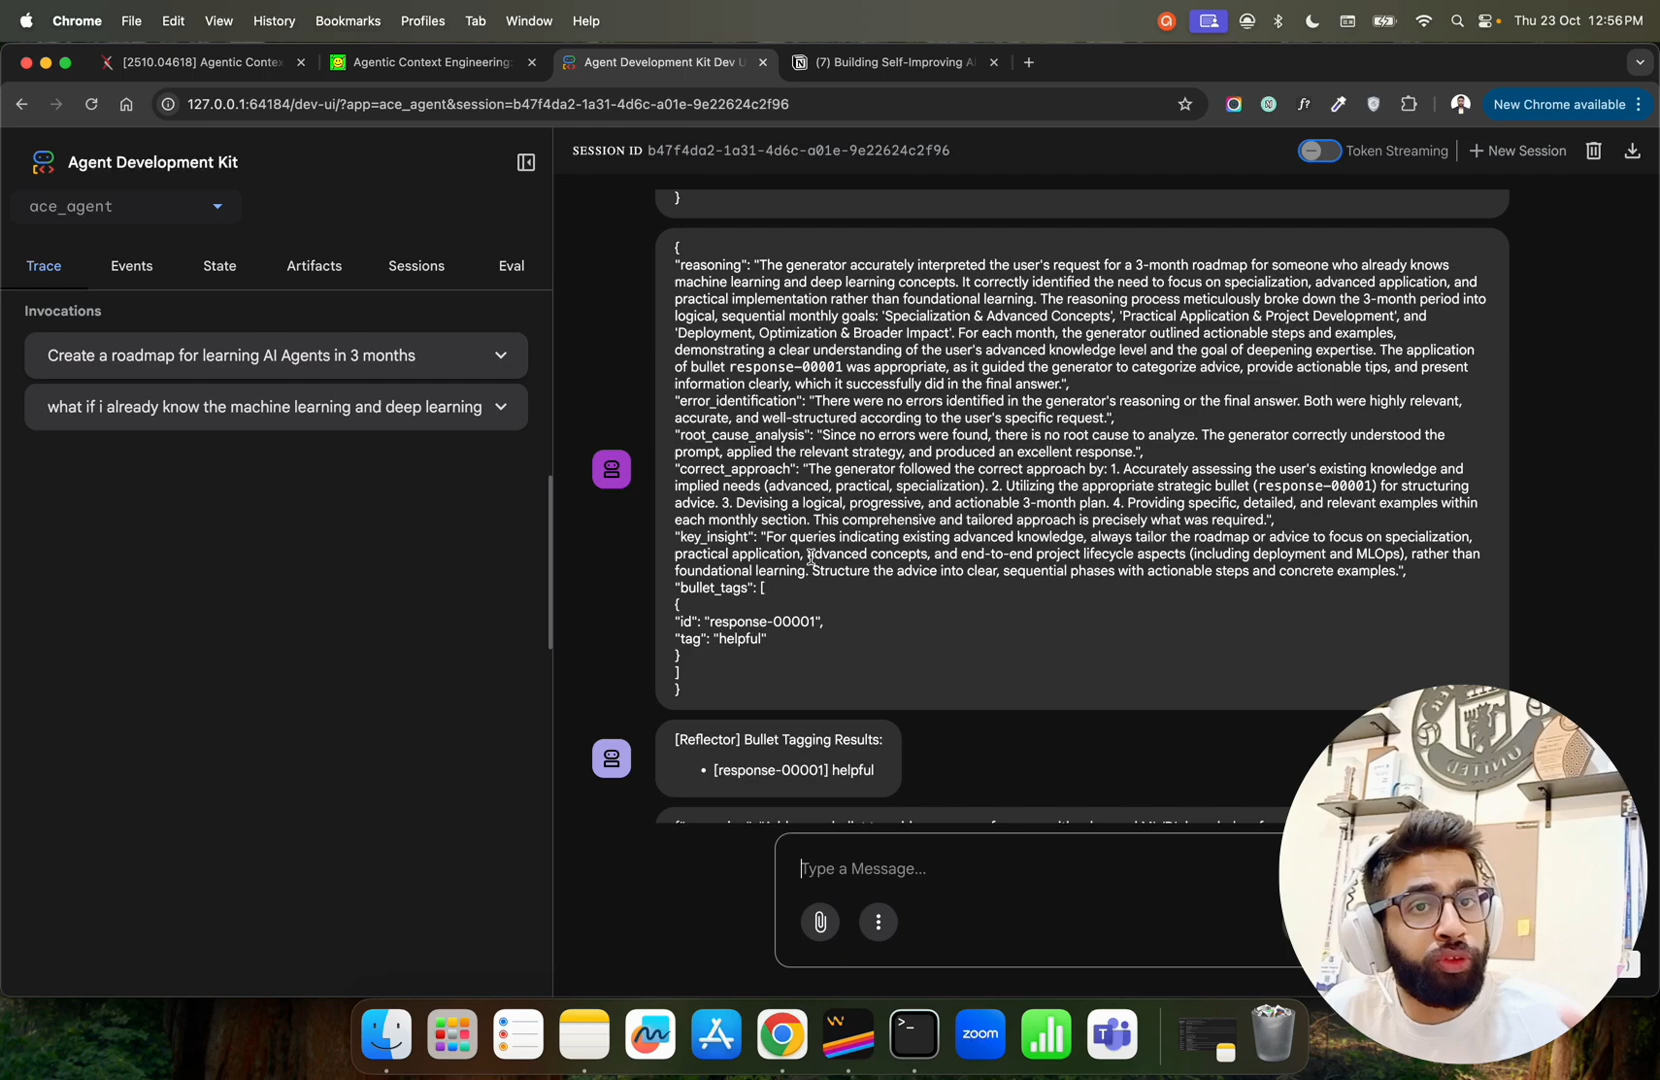 Chrome File Edit View History Bookmarks Profiles Tab Window Help Thu 23 Oct 12:56 PM
[2510.04618] Agentic Conte Agentic Context Engineering: Agent Development Kit Dev U (7) Building Self-Improving AI
127.0.0.1:64184/dev-ui/?app=ace_agent&session=b47f4da2-1a31-4d6c-a01e-9e22624c2f96 New Chrome available
Agent Development Kit
SESSION ID b47f4da2-1a31-4d6c-a01e-9e22624c2f96 Token Streaming + New Session
ace_agent
Trace Events State Artifacts Sessions Eval
Invocations
Create a roadmap for learning AI Agents in 3 months
what if i already know the machine learning and deep learning
}
{
"reasoning": "The generator accurately interpreted the user's request for a 3-month roadmap for someone who already knows
machine learning and deep learning concepts. It correctly identified the need to focus on specialization, advanced application, and
practical implementation rather than foundational learning. The reasoning process meticulously broke down the 3-month period into
logical, sequential monthly goals: 'Specialization & Advanced Concepts', 'Practical Application & Project Development', and
'Deployment, Optimization & Broader Impact'. For each month, the generator outlined actionable steps and examples,
demonstrating a clear understanding of the user's advanced knowledge level and the goal of deepening expertise. The application
of bullet response-00001 was appropriate, as it guided the generator to categorize advice, provide actionable tips, and present
information clearly, which it successfully did in the final answer.",
"error_identification": "There were no errors identified in the generator's reasoning or the final answer. Both were highly relevant,
accurate, and well-structured according to the user's specific request.",
"root_cause_analysis": "Since no errors were found, there is no root cause to analyze. The generator correctly understood the
prompt, applied the relevant strategy, and produced an excellent response.",
"correct_approach": "The generator followed the correct approach by: 1. Accurately assessing the user's existing knowledge and
implied needs (advanced, practical, specialization). 2. Utilizing the appropriate strategic bullet (response-00001) for structuring
advice. 3. Devising a logical, progressive, and actionable 3-month plan. 4. Providing specific, detailed, and relevant examples within
each monthly section. This comprehensive and tailored approach is precisely what was required.",
"key_insight": "For queries indicating existing advanced knowledge, always tailor the roadmap or advice to focus on specialization,
practical application, advanced concepts, and end-to-end project lifecycle aspects (including deployment and MLOps), rather than
foundational learning. Structure the advice into clear, sequential phases with actionable steps and concrete examples.",
"bullet_tags": [
{
"id": "response-00001",
"tag": "helpful"
}
]
}
[Reflector] Bullet Tagging Results:
• [response-00001] helpful
Type a Message...
UNITED
zoom